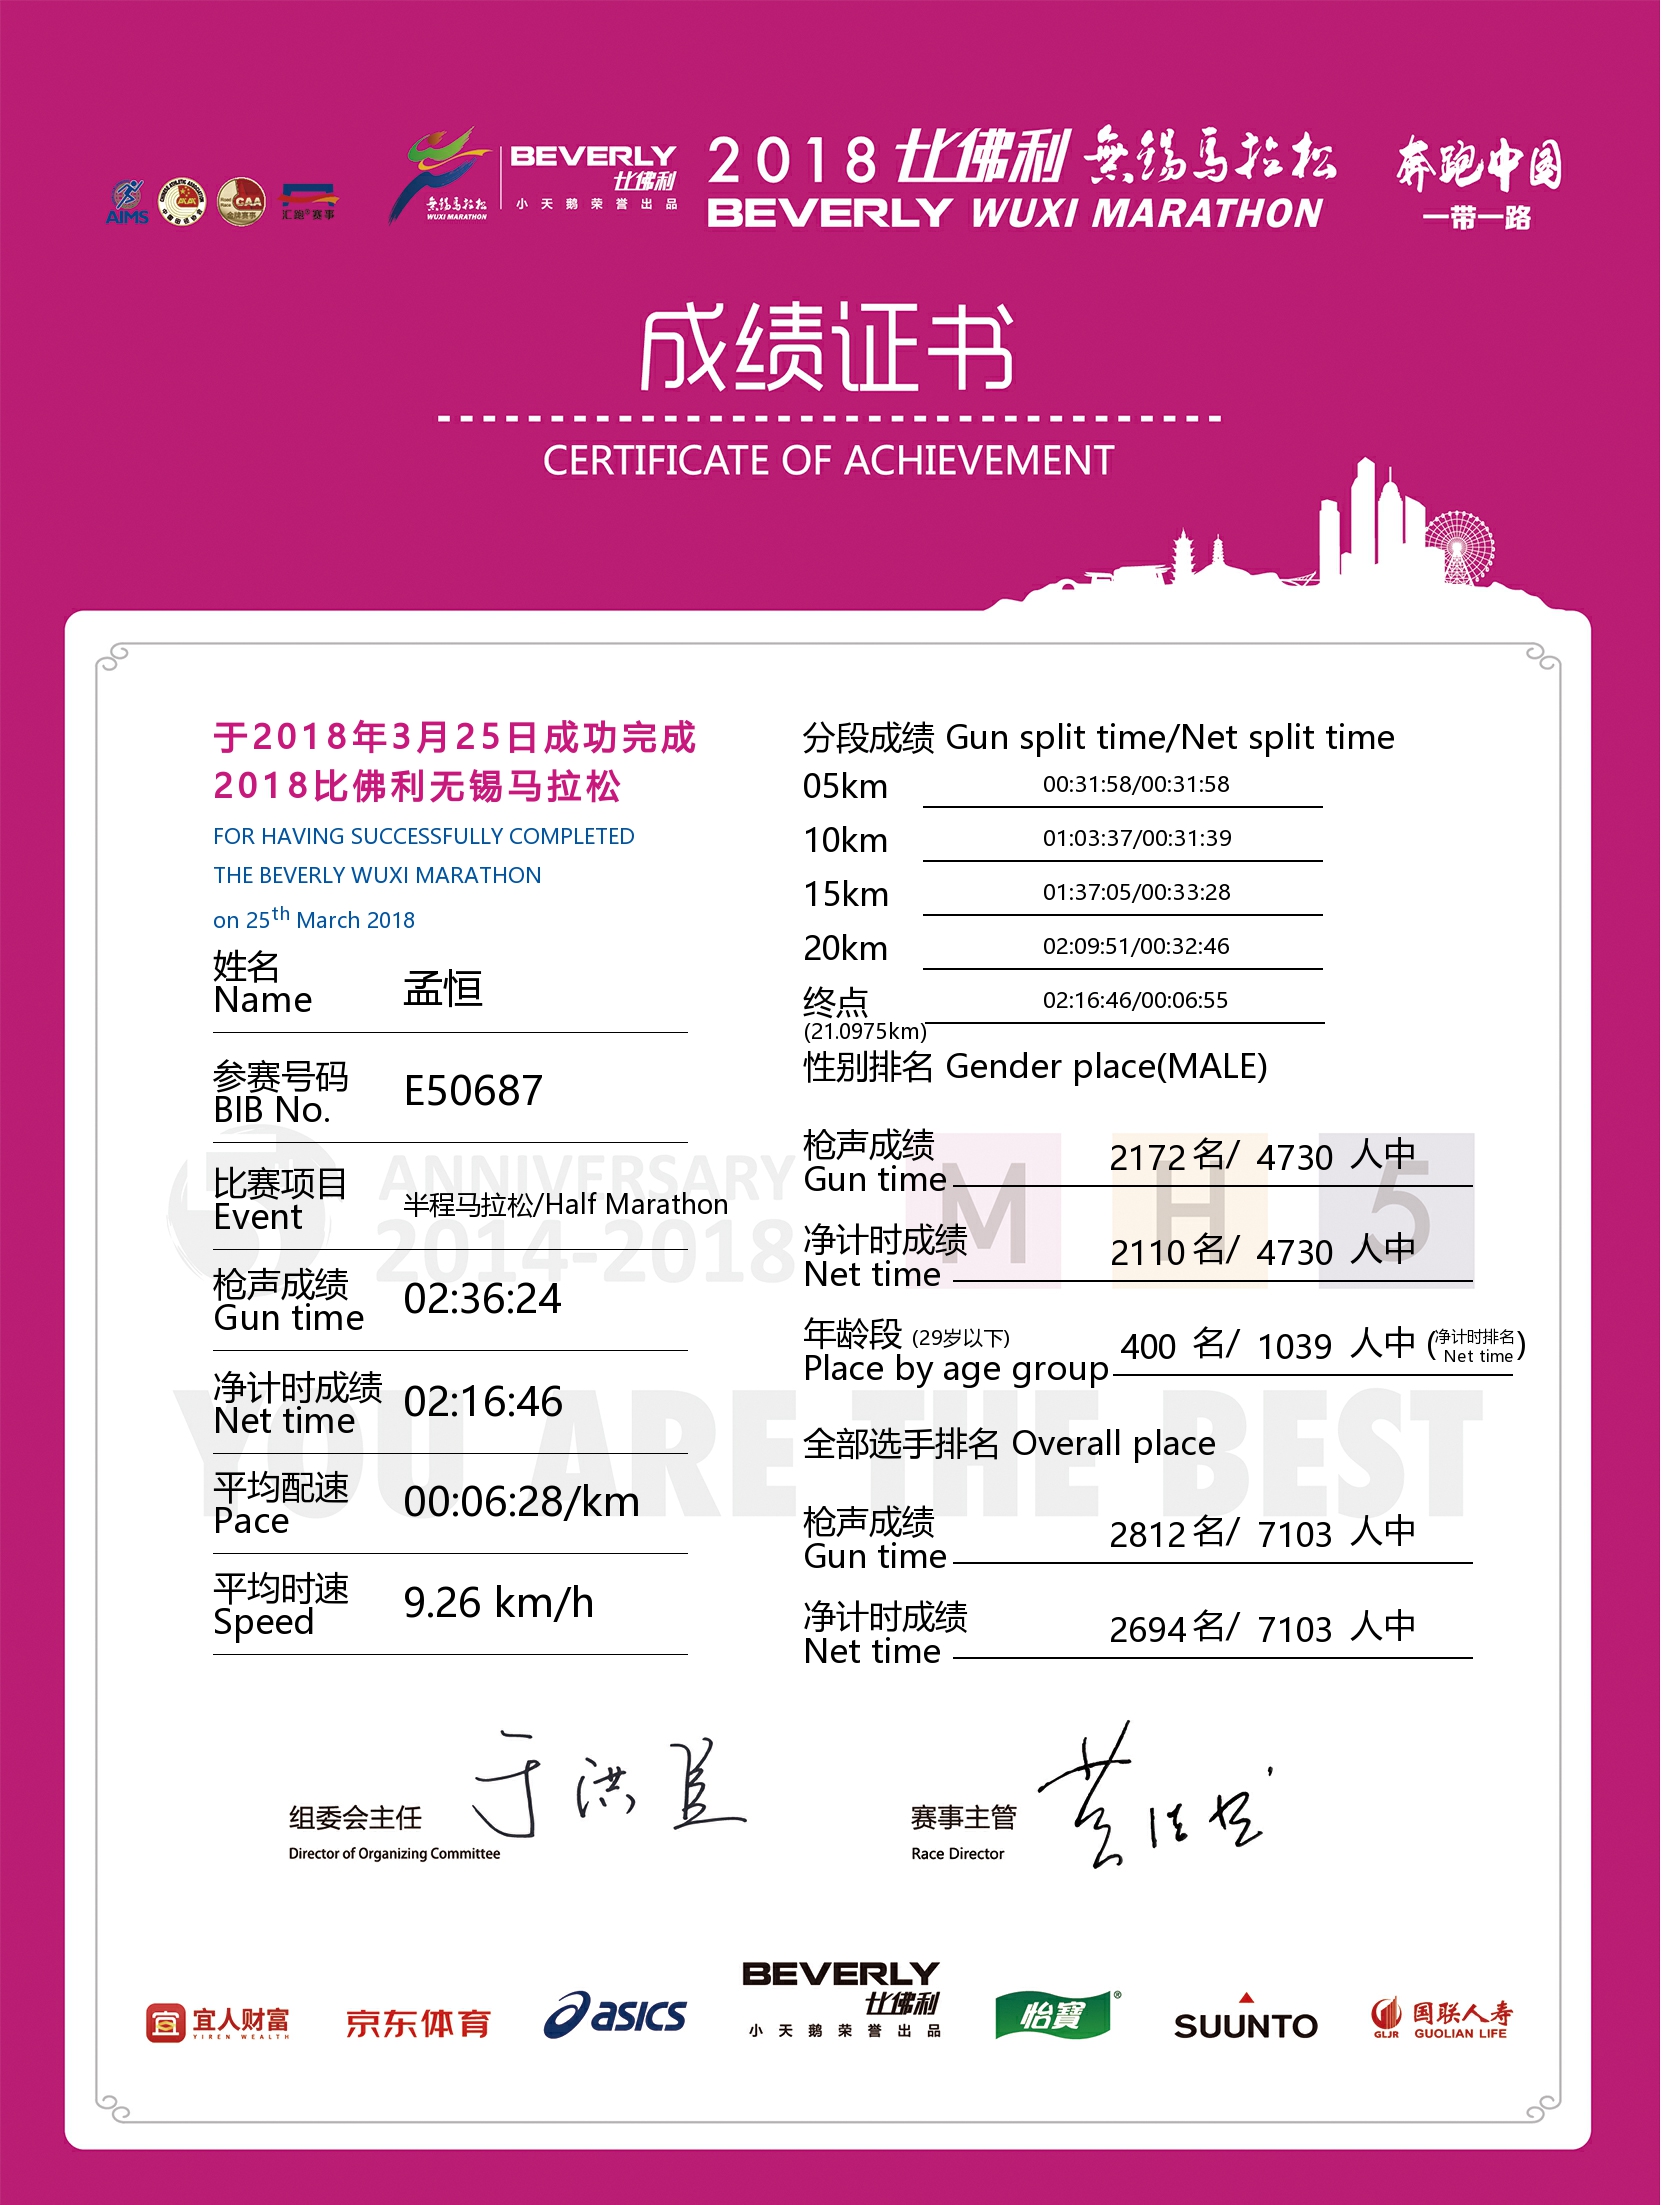 AIMS
CHINESE ATHLETIC ASSOCIATION
CAA
金牌赛事
汇跑®赛事
無锡馬拉松
WUXI MARATHON
BEVERLY
比佛利
小天鹅荣誉出品
2018比佛利 無锡馬拉松
BEVERLY WUXI MARATHON
奔跑中国
一带一路
成绩证书
CERTIFICATE OF ACHIEVEMENT
于2018年3月25日成功完成
2018比佛利无锡马拉松
FOR HAVING SUCCESSFULLY COMPLETED
THE BEVERLY WUXI MARATHON
on 25th March 2018
姓名
Name 孟恒
参赛号码
BIB No. E50687
比赛项目
Event 半程马拉松/Half Marathon
枪声成绩
Gun time 02:36:24
净计时成绩
Net time 02:16:46
平均配速
Pace 00:06:28/km
平均时速
Speed 9.26 km/h
分段成绩 Gun split time/Net split time
05km 00:31:58/00:31:58
10km 01:03:37/00:31:39
15km 01:37:05/00:33:28
20km 02:09:51/00:32:46
终点 02:16:46/00:06:55
(21.0975km)
性别排名 Gender place(MALE)
枪声成绩
Gun time 2172 名/ 4730 人中
净计时成绩
Net time 2110 名/ 4730 人中
年龄段 (29岁以下)
Place by age group 400 名/ 1039 人中 (净计时排名 Net time)
全部选手排名 Overall place
枪声成绩
Gun time 2812 名/ 7103 人中
净计时成绩
Net time 2694 名/ 7103 人中
5 ANNIVERSARY
2014-2018
M H 5
YOU ARE THE BEST
组委会主任
Director of Organizing Committee
于洪
赛事主管
Race Director
宜人财富
YIREN WEALTH
京东体育
asics
BEVERLY
比佛利
小天鹅荣誉出品
怡寶®
SUUNTO
GLJR
国联人寿
GUOLIAN LIFE